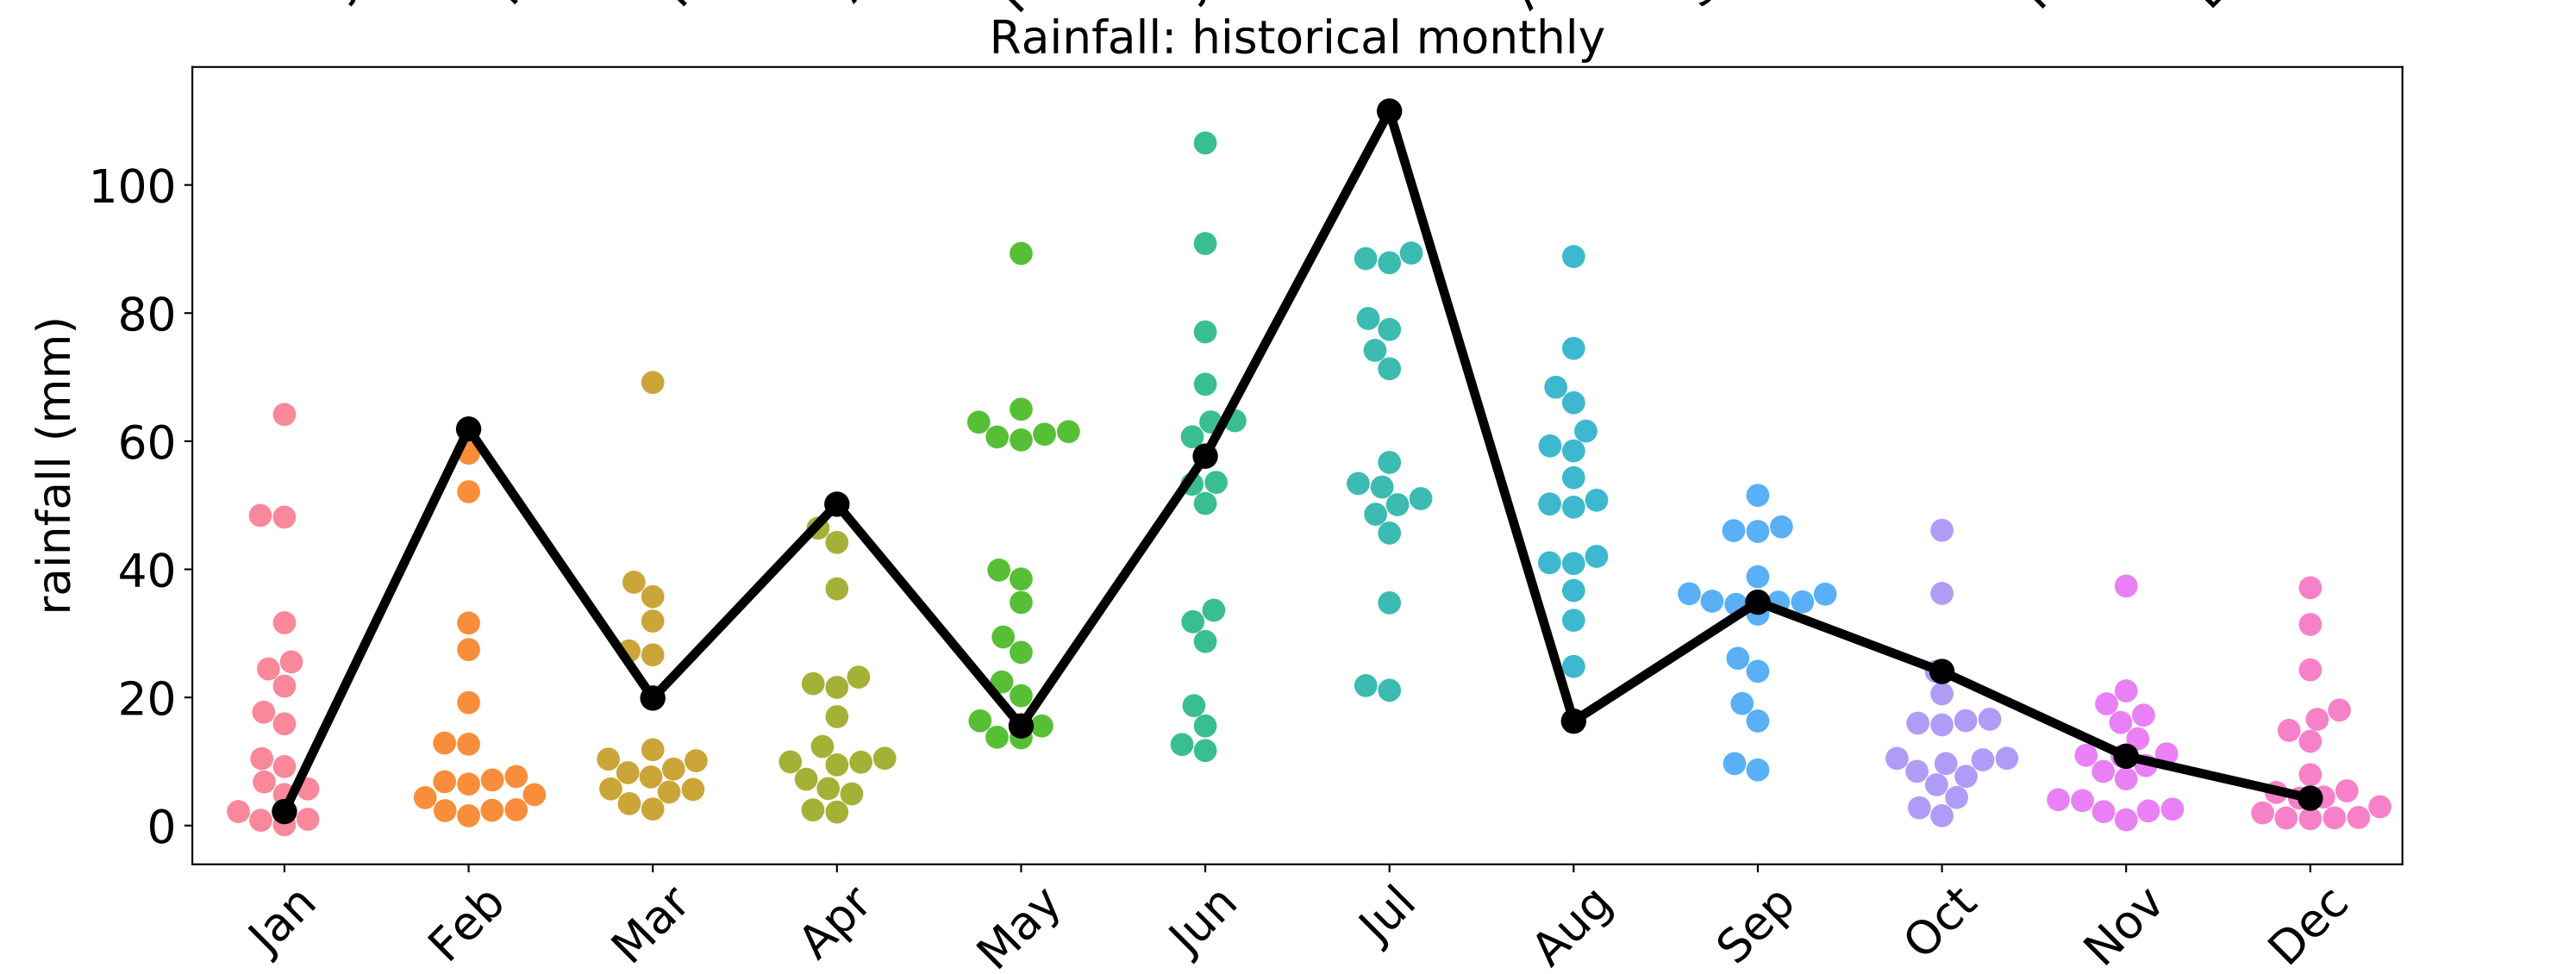 Rainfall: historical monthly
rainfall (mm)
100
80
60
40
20
0
Jan
Feb
Mar
Apr
May
Jun
Jul
Aug
Sep
Oct
Nov
Dec